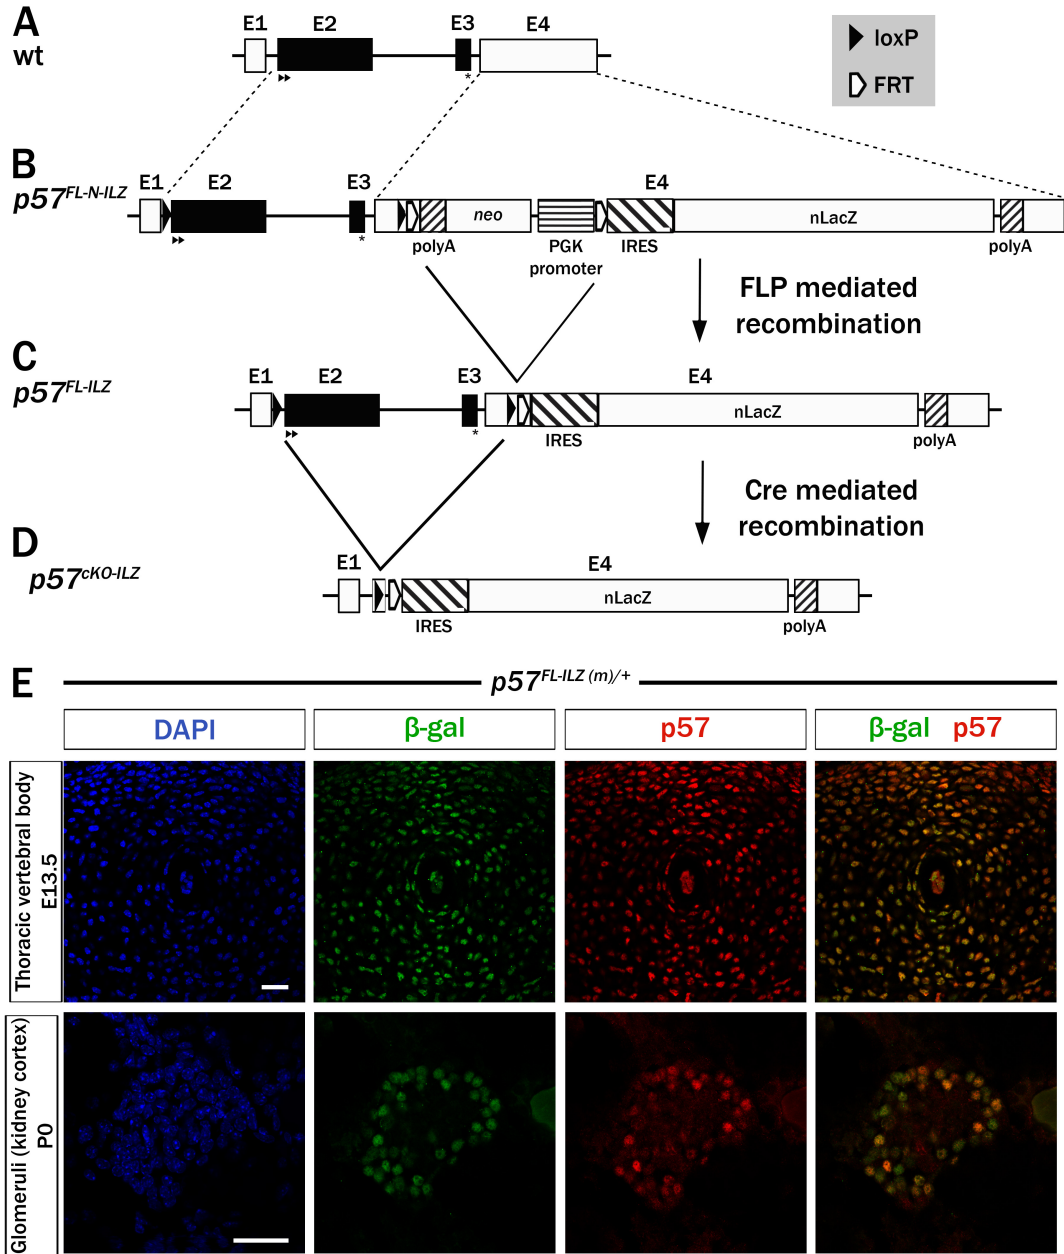 A
wt
E1 E2 E3 E4
*
loxP
FRT
B
p57FL-N-ILZ
E1 E2 E3 E4
neo nLacZ
*
polyA PGK promoter IRES polyA
FLP mediated
recombination
C
p57FL-ILZ
E1 E2 E3 E4
nLacZ
*
IRES polyA
Cre mediated
recombination
D
p57cKO-ILZ
E1 E4
nLacZ
IRES polyA
E
p57FL-ILZ (m)/+
DAPI β-gal p57 β-gal p57
Thoracic vertebral body
E13.5
Glomeruli (kidney cortex)
P0